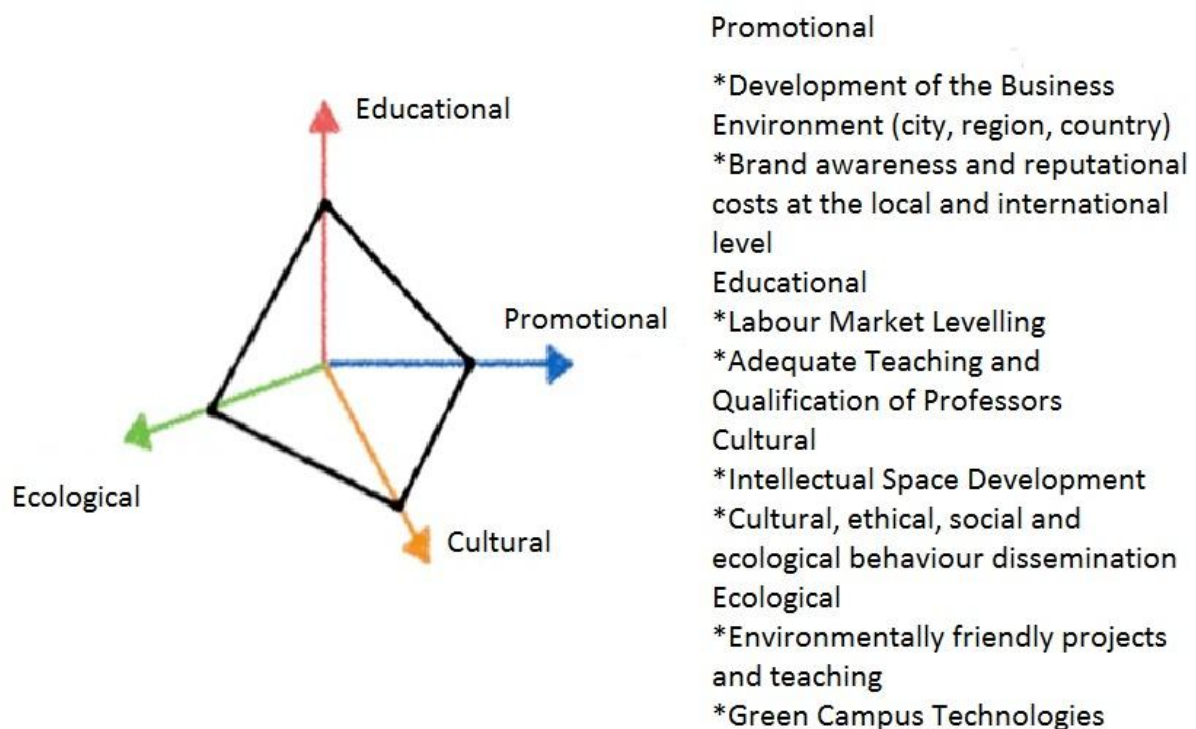 Educational
Promotional
Ecological
Cultural
Promotional
*Development of the Business
Environment (city, region, country)
*Brand awareness and reputational
costs at the local and international
level
Educational
*Labour Market Levelling
*Adequate Teaching and
Qualification of Professors
Cultural
*Intellectual Space Development
*Cultural, ethical, social and
ecological behaviour dissemination
Ecological
*Environmentally friendly projects
and teaching
*Green Campus Technologies